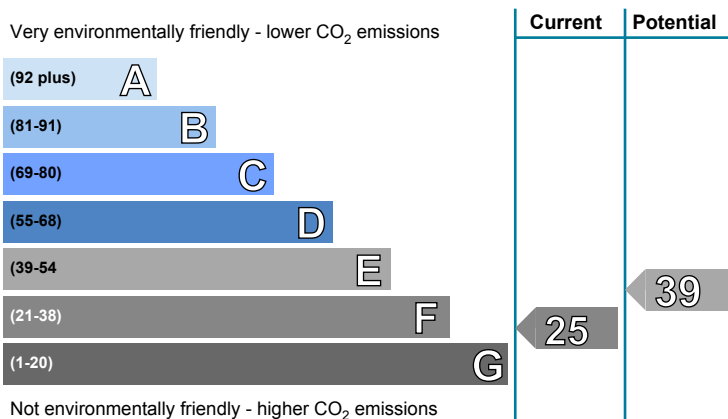 Current Potential
Very environmentally friendly - lower CO2 emissions
(92 plus) A
(81-91) B
(69-80) C
(55-68) D
(39-54 E
39
(21-38) F
25
(1-20) G
Not environmentally friendly - higher CO2 emissions